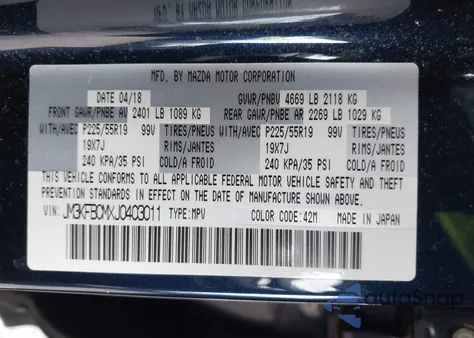 MFD. BY MAZDA MOTOR CORPORATION
DATE 04/18 GVWR/PNBV 4669 LB 2118 KG
FRONT GAWR/PNBE AV 2401 LB 1089 KG REAR GAWR/PNBE AR 2269 LB 1029 KG
WITH/AVEC P225/55R19 99V TIRES/PNEUS WITH/AVEC P225/55R19 99V TIRES/PNEUS
19X7J RIMS/JANTES 19X7J RIMS/JANTES
240 KPA/35 PSI COLD/A FROID 240 KPA/35 PSI COLD/A FROID
THIS VEHICLE CONFORMS TO ALL APPLICABLE FEDERAL MOTOR VEHICLE SAFETY AND THEFT
PREVENTION STANDARDS IN EFFECT ON THE DATE OF MANUFACTURE SHOWN ABOVE.
VIN: JM3KFBCMXJ0403011 TYPE: MPV COLOR CODE: 42M MADE IN JAPAN
autoSnap